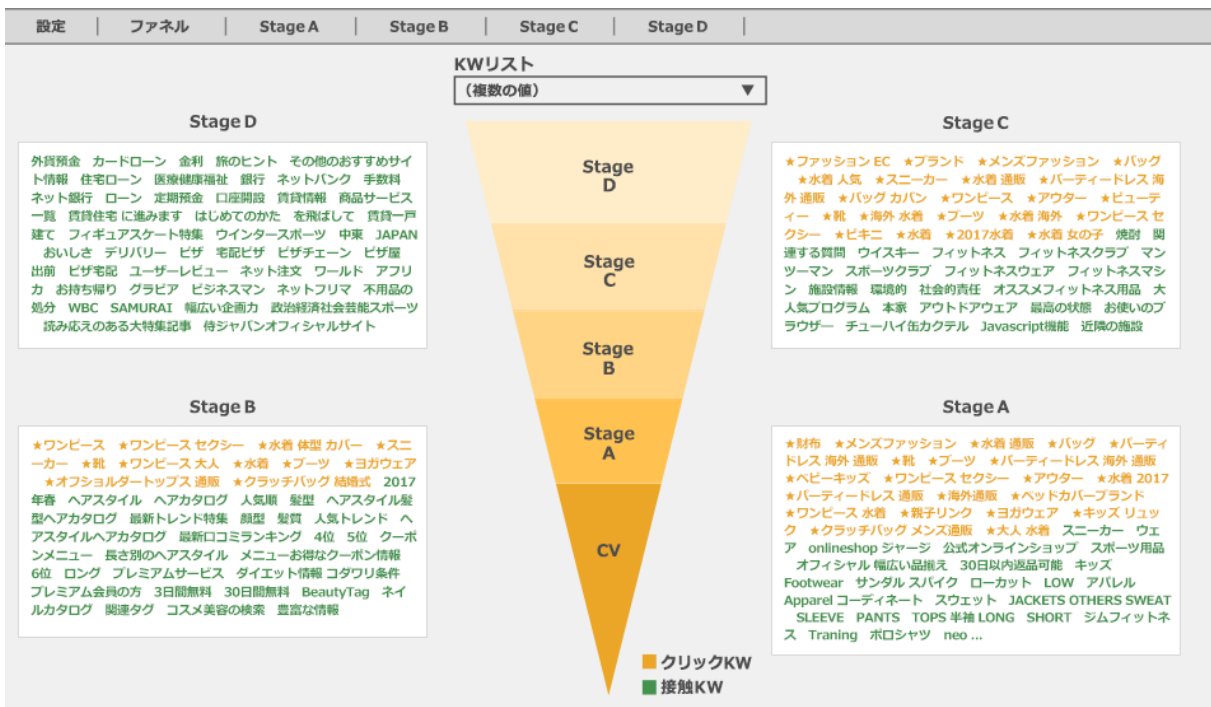 設定 | ファネル | Stage A | Stage B | Stage C | Stage D |
KWリスト
(複数の値) ▼
Stage D
外貨預金 カードローン 金利 旅のヒント その他のおすすめサイ
ト情報 住宅ローン 医療健康福祉 銀行 ネットバンク 手数料
ネット銀行 ローン 定期預金 口座開設 賃貸情報 商品サービス
一覧 賃貸住宅 に進みます はじめてのかた を飛ばして 賃貸一戸
建て フィギュアスケート特集 ウインタースポーツ 中東 JAPAN
おいしさ デリバリー ピザ 宅配ピザ ピザチェーン ピザ屋
出前 ピザ宅配 ユーザーレビュー ネット注文 ワールド アフリ
カ お持ち帰り グラビア ビジネスマン ネットフリマ 不用品の
処分 WBC SAMURAI 幅広い企画力 政治経済社会芸能スポーツ
読み応えのある大特集記事 侍ジャパンオフィシャルサイト
Stage
D
Stage
C
Stage
B
Stage
A
CV
Stage C
★ファッション EC ★ブランド ★メンズファッション ★バッグ
★水着 人気 ★スニーカー ★水着 通販 ★パーティードレス 海
外 通販 ★バッグ カバン ★ワンピース ★アウター ★ビューテ
ィー ★靴 ★海外 水着 ★ブーツ ★水着 海外 ★ワンピース セ
クシー ★ビキニ ★水着 ★2017水着 ★水着 女の子 焼酎 関
連する質問 ウイスキー フィットネス フィットネスクラブ マン
ツーマン スポーツクラブ フィットネスウェア フィットネスマシ
ン 施設情報 環境的 社会的責任 オススメフィットネス用品 大
人気プログラム 本家 アウトドアウェア 最高の状態 お使いのブ
ラウザー チューハイ缶カクテル Javascript機能 近隣の施設
Stage B
★ワンピース ★ワンピース セクシー ★水着 体型 カバー ★スニ
ーカー ★靴 ★ワンピース 大人 ★水着 ★ブーツ ★ヨガウェア
★オフショルダートップス 通販 ★クラッチバッグ 結婚式 2017
年春 ヘアスタイル ヘアカタログ 人気順 髪型 ヘアスタイル髪
型ヘアカタログ 最新トレンド特集 顔型 髪質 人気トレンド ヘ
アスタイルヘアカタログ 最新口コミランキング 4位 5位 クーポ
ンメニュー 長さ別のヘアスタイル メニューお得なクーポン情報
6位 ロング プレミアムサービス ダイエット情報 コダワリ条件
プレミアム会員の方 3日間無料 30日間無料 BeautyTag ネイ
ルカタログ 関連タグ コスメ美容の検索 豊富な情報
Stage A
★財布 ★メンズファッション ★水着 通販 ★バッグ ★パーティ
ドレス 海外 通販 ★靴 ★ブーツ ★パーティードレス 海外 通販
★ベビーキッズ ★ワンピース セクシー ★アウター ★水着 2017
★パーティードレス 通販 ★海外通販 ★ベッドカバーブランド
★ワンピース 水着 ★親子リンク ★ヨガウェア ★キッズ リュッ
ク ★クラッチバッグ メンズ通販 ★大人 水着 スニーカー ウェ
ア onlineshop ジャージ 公式オンラインショップ スポーツ用品
オフィシャル 幅広い品揃え 30日以内返品可能 キッズ
Footwear サンダル スパイク ローカット LOW アパレル
Apparel コーディネート スウェット JACKETS OTHERS SWEAT
SLEEVE PANTS TOPS 半袖 LONG SHORT ジムフィットネ
ス Traning ポロシャツ neo ...
クリックKW
接触KW